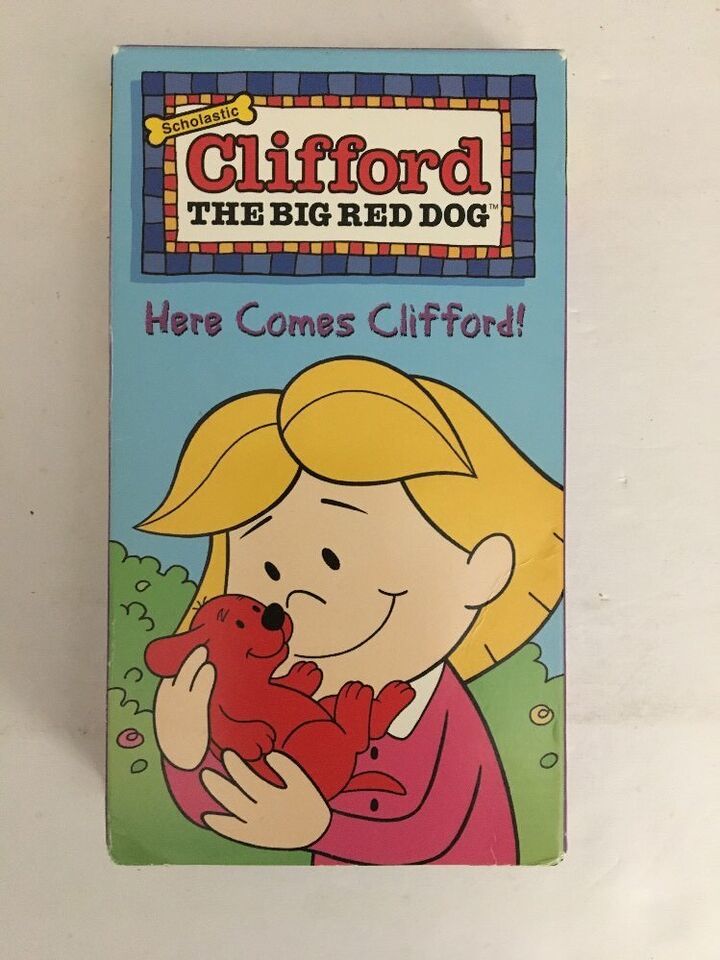 Scholastic
Clifford
THE BIG RED DOG™
Here Comes Clifford!